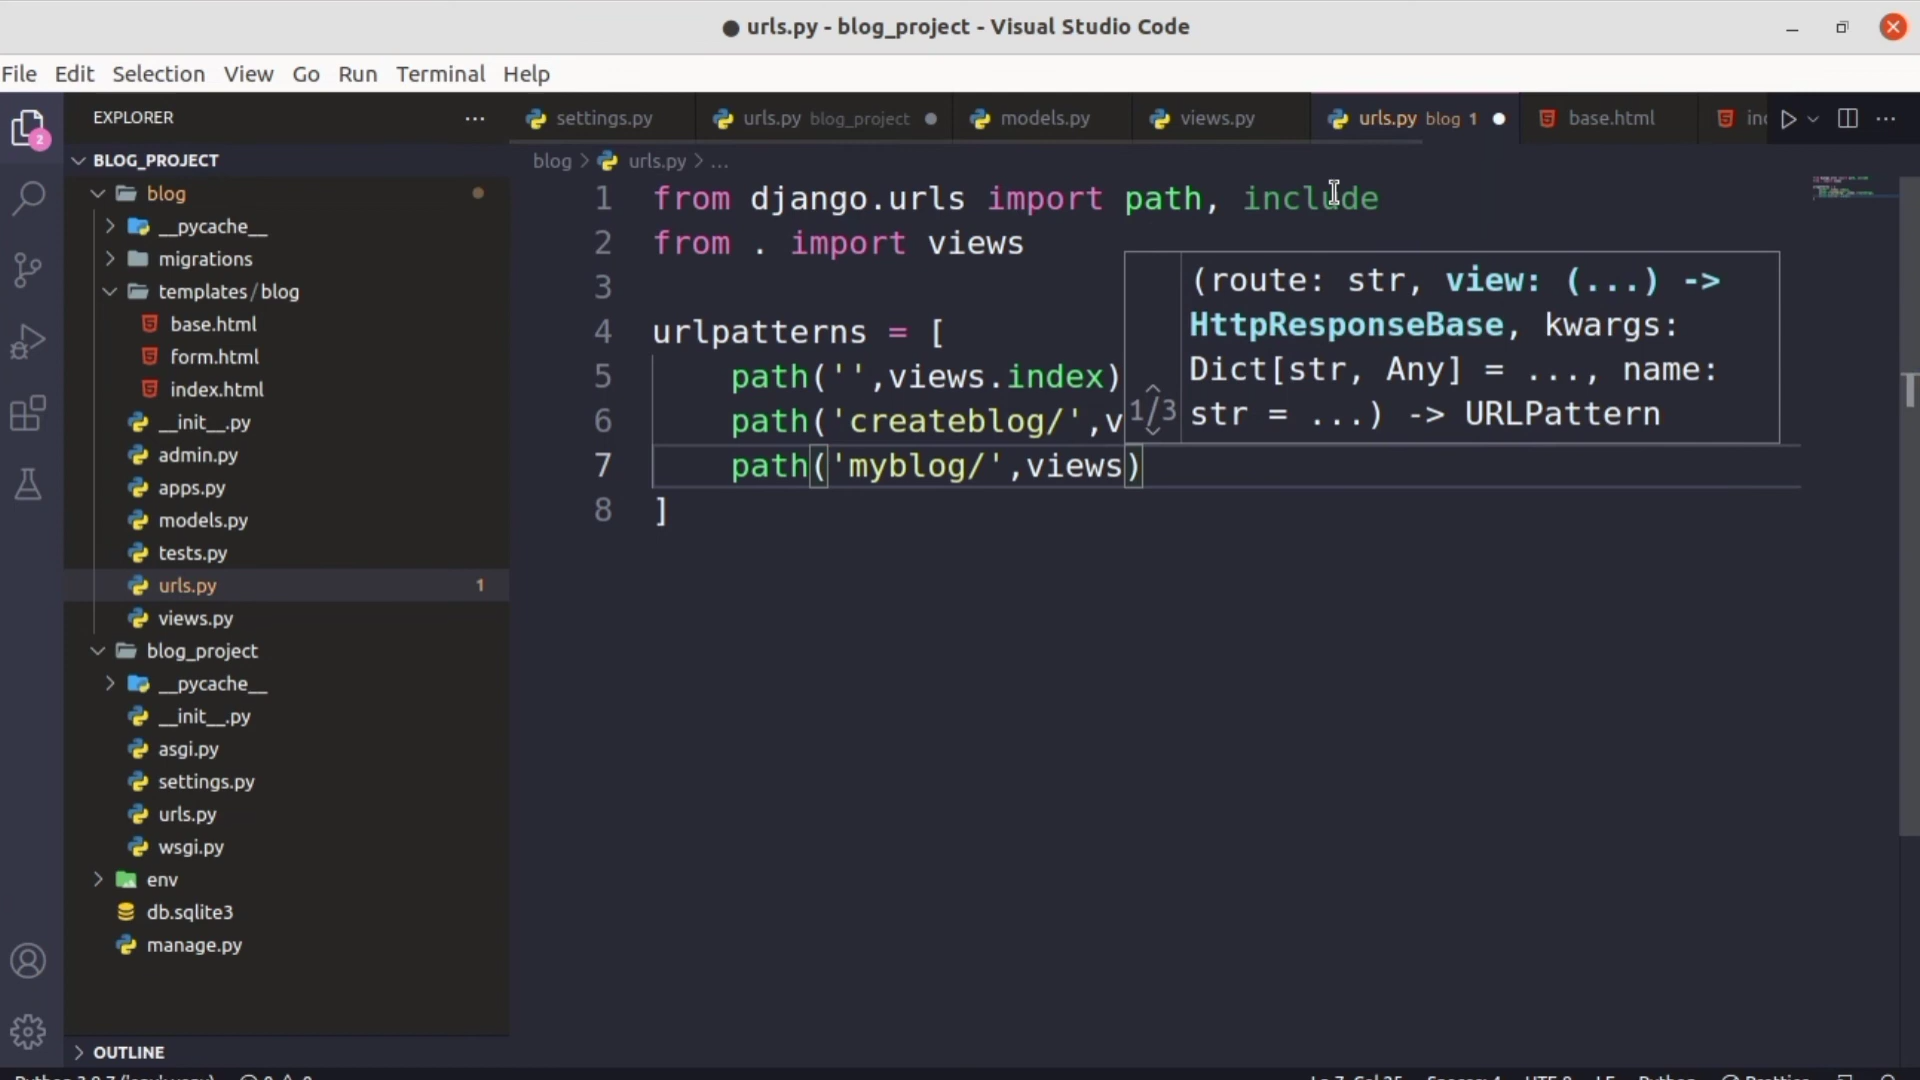 urls.py - blog_project - Visual Studio Code
File Edit Selection View Go Run Terminal Help
EXPLORER
settings.py
urls.py blog_project
models.py
views.py
urls.py blog 1
base.html
BLOG_PROJECT
blog > urls.py > ...
blog
__pycache__
migrations
templates/blog
base.html
form.html
index.html
__init__.py
admin.py
apps.py
models.py
tests.py
urls.py 1
views.py
blog_project
__pycache__
__init__.py
asgi.py
settings.py
urls.py
wsgi.py
env
db.sqlite3
manage.py
OUTLINE
2
1 from django.urls import path, include
2 from . import views
3
4 urlpatterns = [
5 path('',views.index)
6 path('createblog/',v
7 path('myblog/',views)
8 ]
1/3
(route: str, view: (...) ->
HttpResponseBase, kwargs:
Dict[str, Any] = ..., name:
str = ...) -> URLPattern